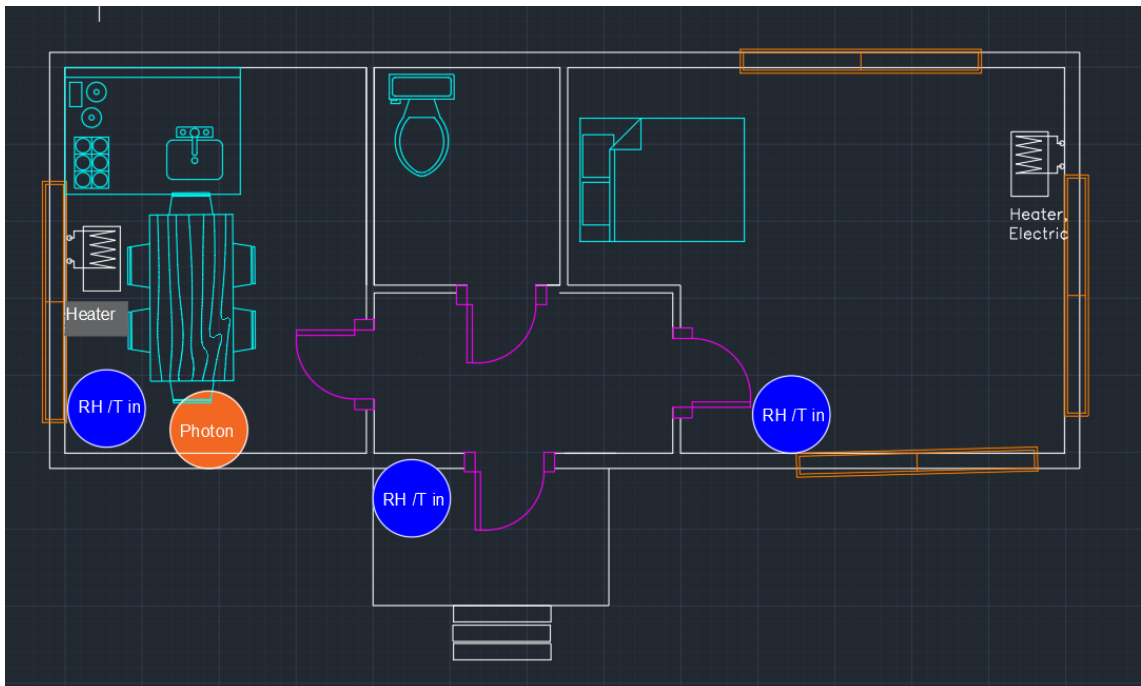 Heater,
Electric
Heater
RH /T in
Photon
RH /T in
RH /T in